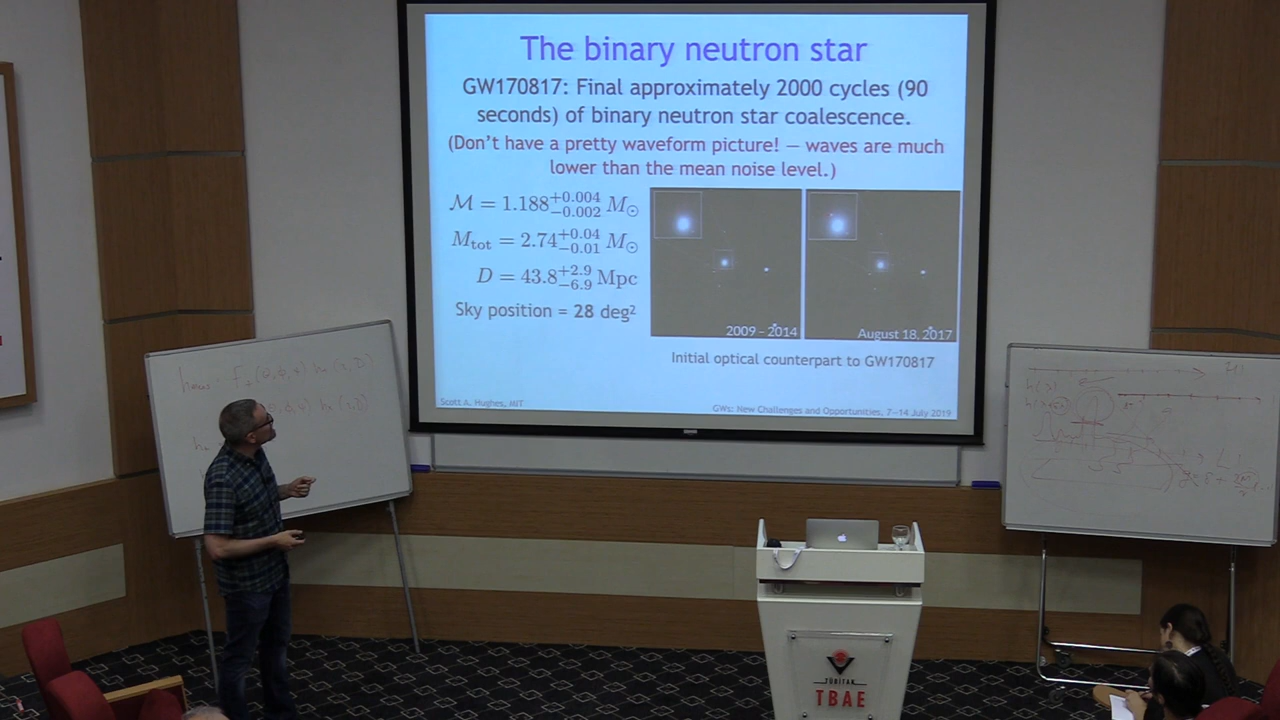 The binary neutron star
GW170817: Final approximately 2000 cycles (90
seconds) of binary neutron star coalescence.
(Don't have a pretty waveform picture! — waves are much
lower than the mean noise level.)
ℳ = 1.188 +0.004 −0.002 M⊙
M tot = 2.74 +0.04 −0.01 M⊙
D = 43.8 +2.9 −6.9 Mpc
Sky position = 28 deg²
2009 - 2014
August 18, 2017
Initial optical counterpart to GW170817
Scott A. Hughes, MIT
GWs: New Challenges and Opportunities, 7–14 July 2019
TÜBİTAK
TBAE